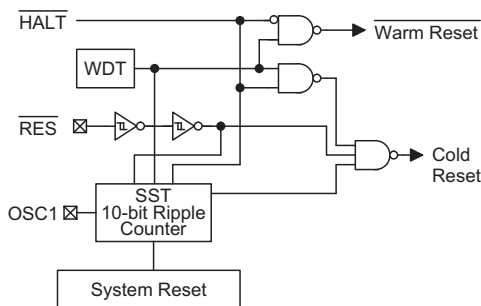 HALT
Warm Reset
WDT
RES
Cold
Reset
SST
10-bit Ripple
Counter
OSC1
System Reset